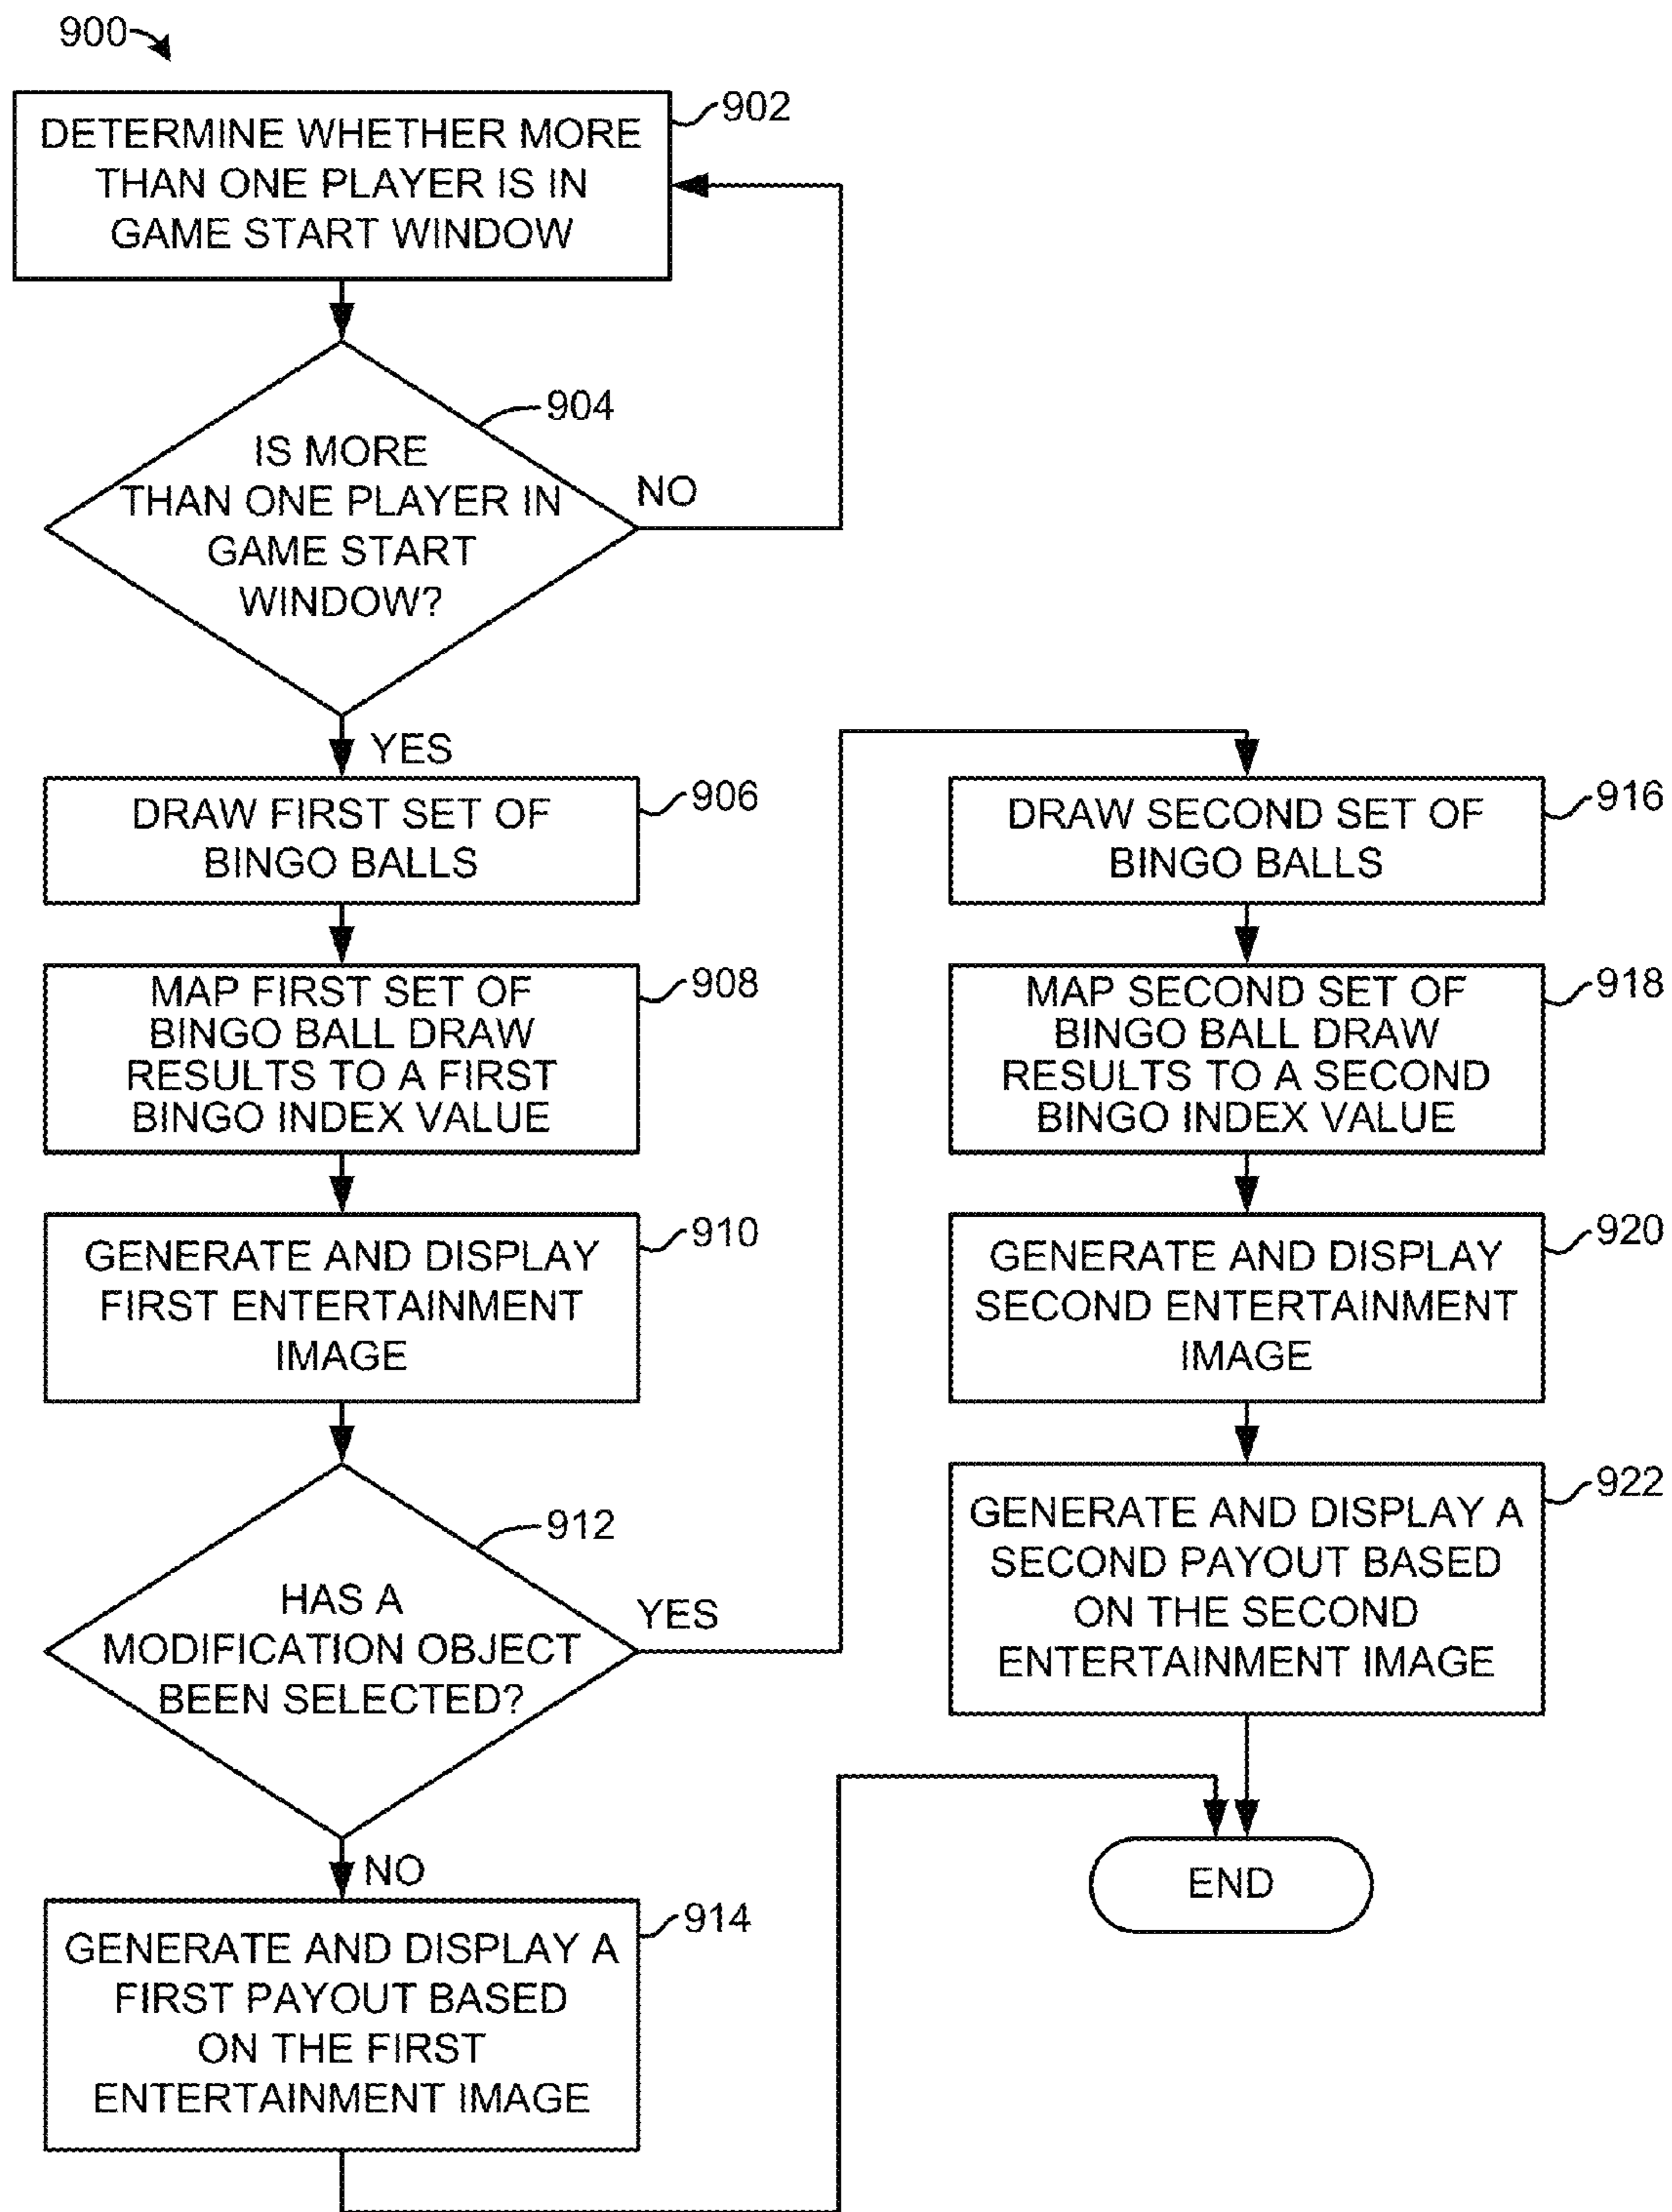 900
902
DETERMINE WHETHER MORE
THAN ONE PLAYER IS IN
GAME START WINDOW
904
IS MORE
THAN ONE PLAYER IN
GAME START
WINDOW?
NO
YES
906
DRAW FIRST SET OF
BINGO BALLS
908
MAP FIRST SET OF
BINGO BALL DRAW
RESULTS TO A FIRST
BINGO INDEX VALUE
910
GENERATE AND DISPLAY
FIRST ENTERTAINMENT
IMAGE
912
HAS A
MODIFICATION OBJECT
BEEN SELECTED?
YES
NO
914
GENERATE AND DISPLAY A
FIRST PAYOUT BASED
ON THE FIRST
ENTERTAINMENT IMAGE
916
DRAW SECOND SET OF
BINGO BALLS
918
MAP SECOND SET OF
BINGO BALL DRAW
RESULTS TO A SECOND
BINGO INDEX VALUE
920
GENERATE AND DISPLAY
SECOND ENTERTAINMENT
IMAGE
922
GENERATE AND DISPLAY A
SECOND PAYOUT BASED
ON THE SECOND
ENTERTAINMENT IMAGE
END